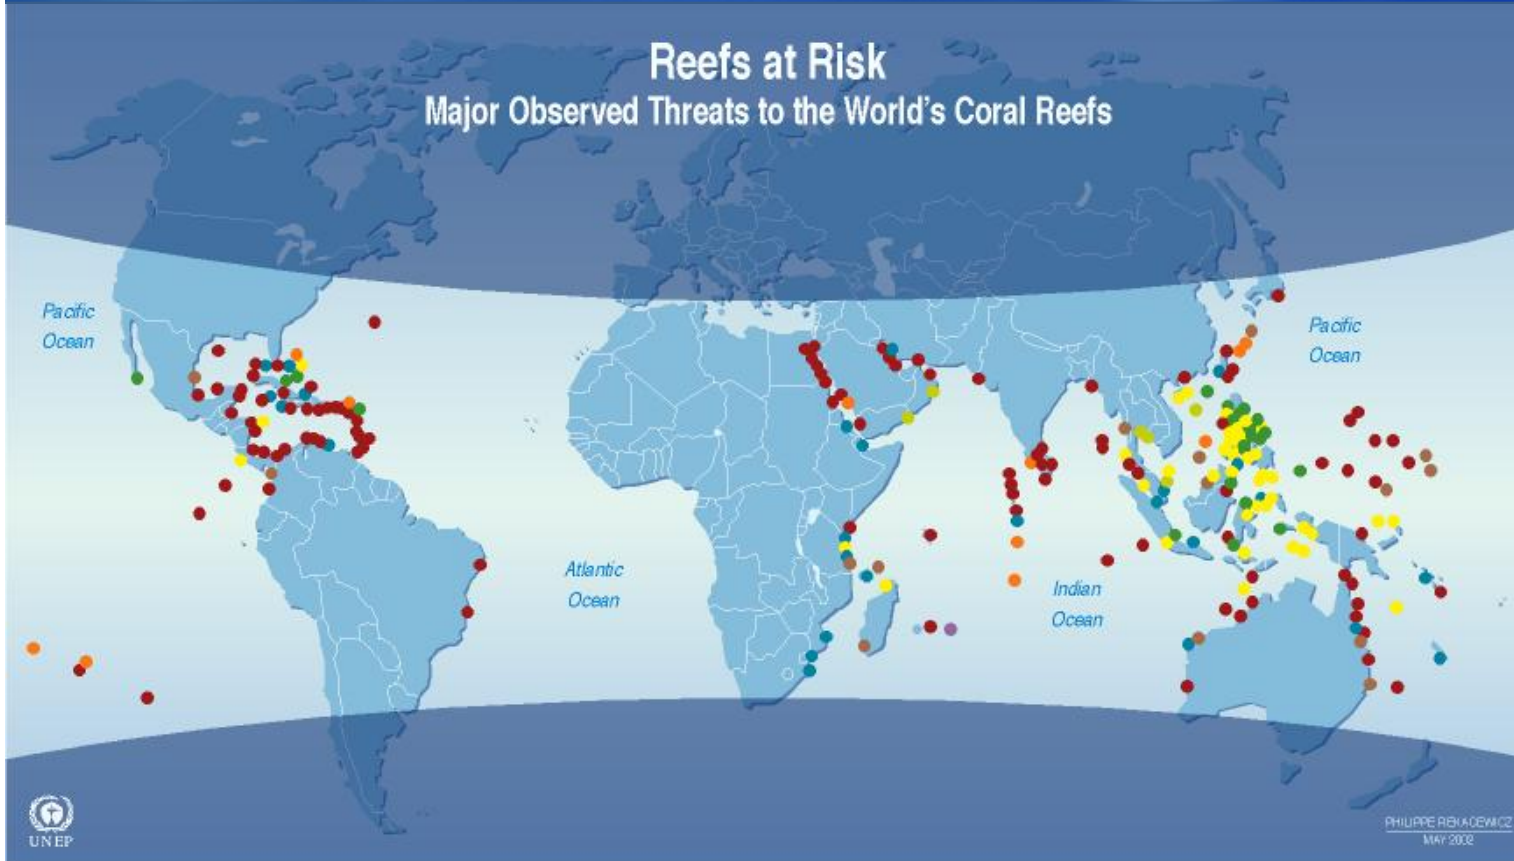 Reefs at Risk
Major Observed Threats to the World's Coral Reefs
Pacific
Ocean
Pacific
Ocean
Atlantic
Ocean
Indian
Ocean
UNEP
PHILIPPE REKACEWICZ
MAY 2002